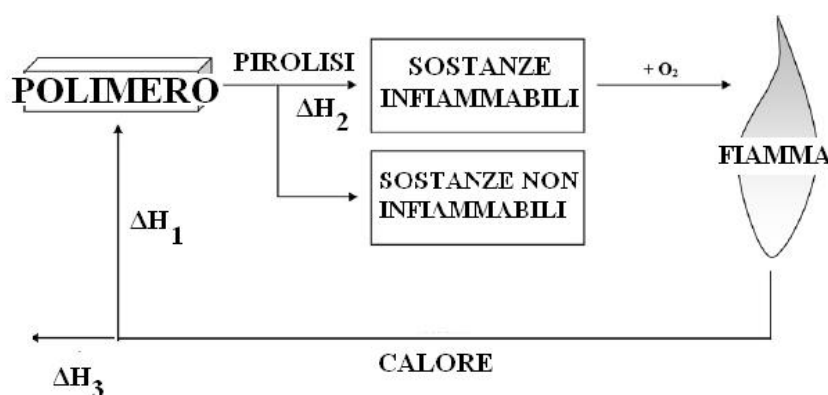 PIROLISI
POLIMERO
ΔH2
SOSTANZE
INFIAMMABILI
+ O2
FIAMMA
SOSTANZE NON
INFIAMMABILI
ΔH1
ΔH3
CALORE